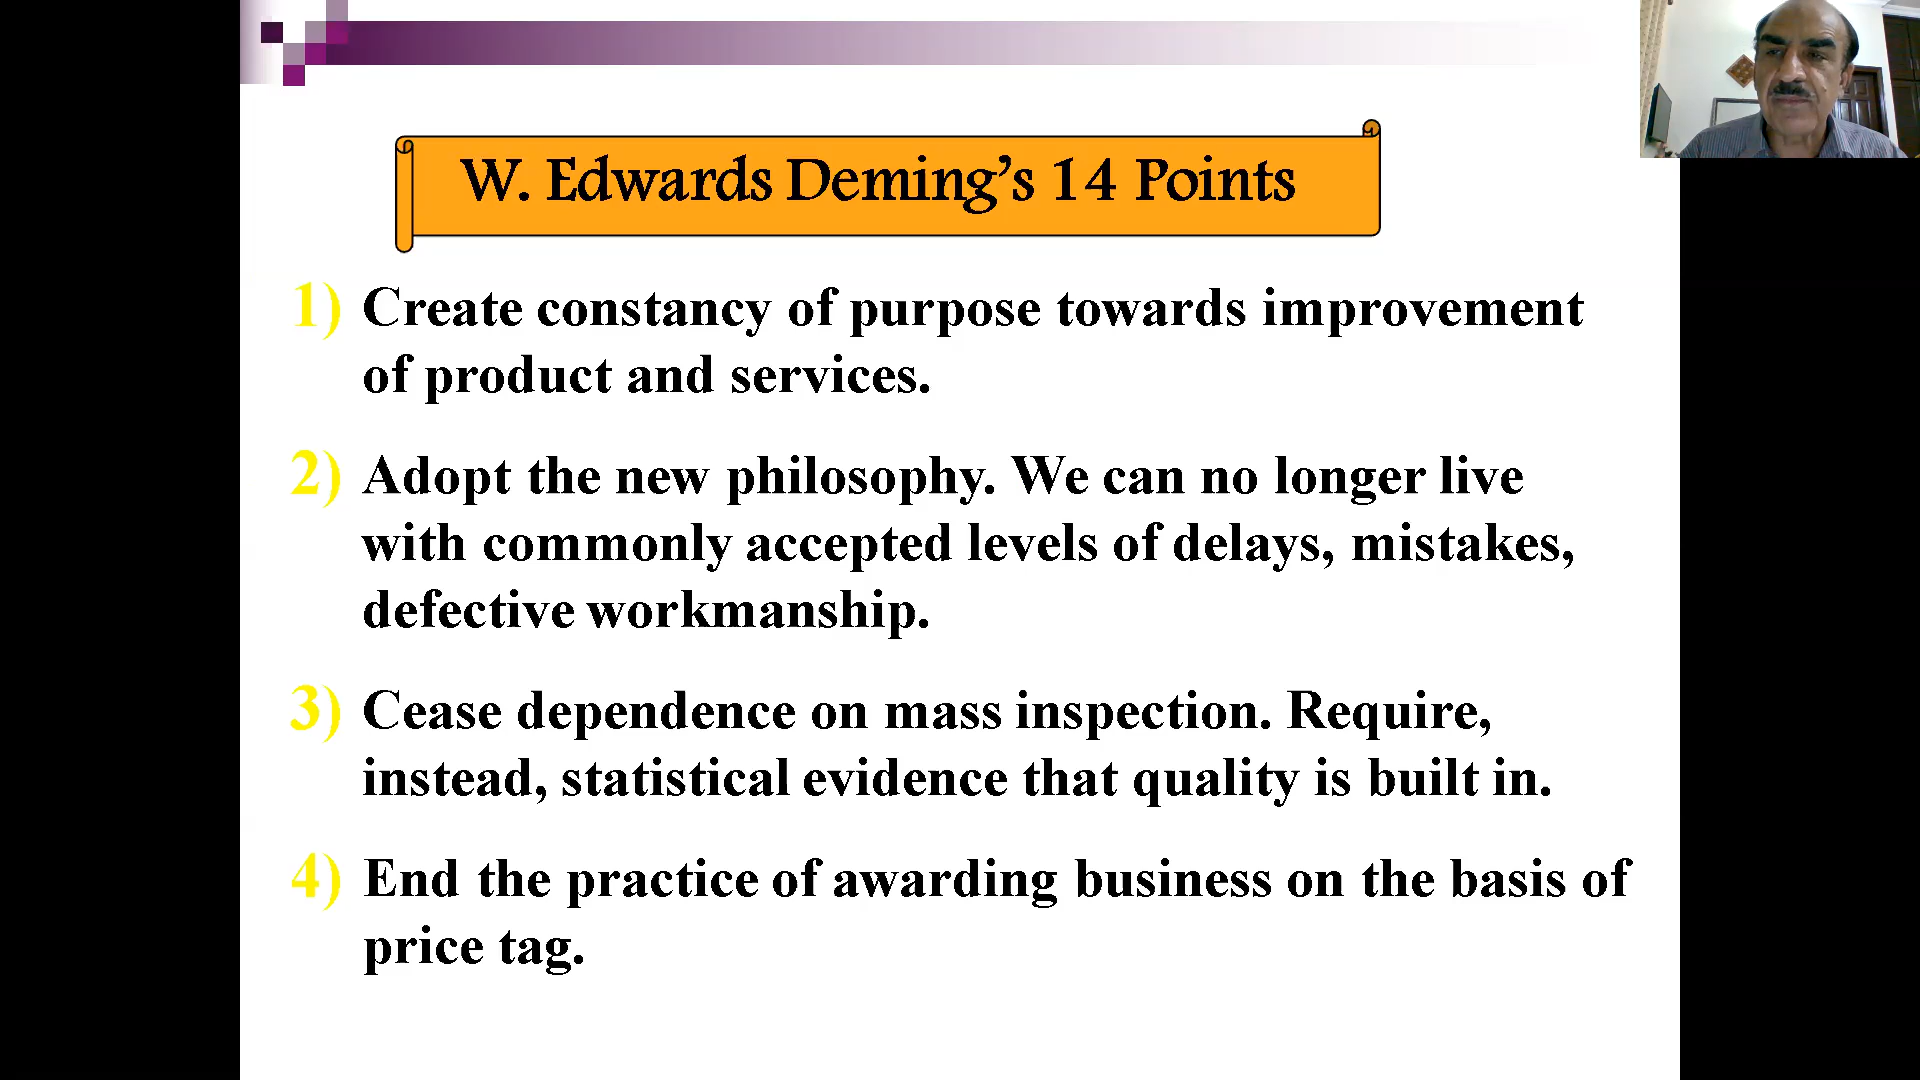 W. Edwards Deming’s 14 Points
1) Create constancy of purpose towards improvement
of product and services.
2) Adopt the new philosophy. We can no longer live
with commonly accepted levels of delays, mistakes,
defective workmanship.
3) Cease dependence on mass inspection. Require,
instead, statistical evidence that quality is built in.
4) End the practice of awarding business on the basis of
price tag.